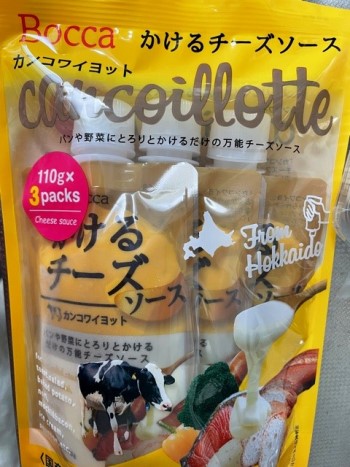 Bocca
かけるチーズソース
カンコワイヨット
cancoillotte
パンや野菜にとろりとかけるだけの万能チーズソース
110g×
3packs
Cheese sauce
Bocca
かける
チーズ
ソース
カンコワイヨット
パンや野菜にとろりとかける
だけの万能チーズソース
From
Hokkaido